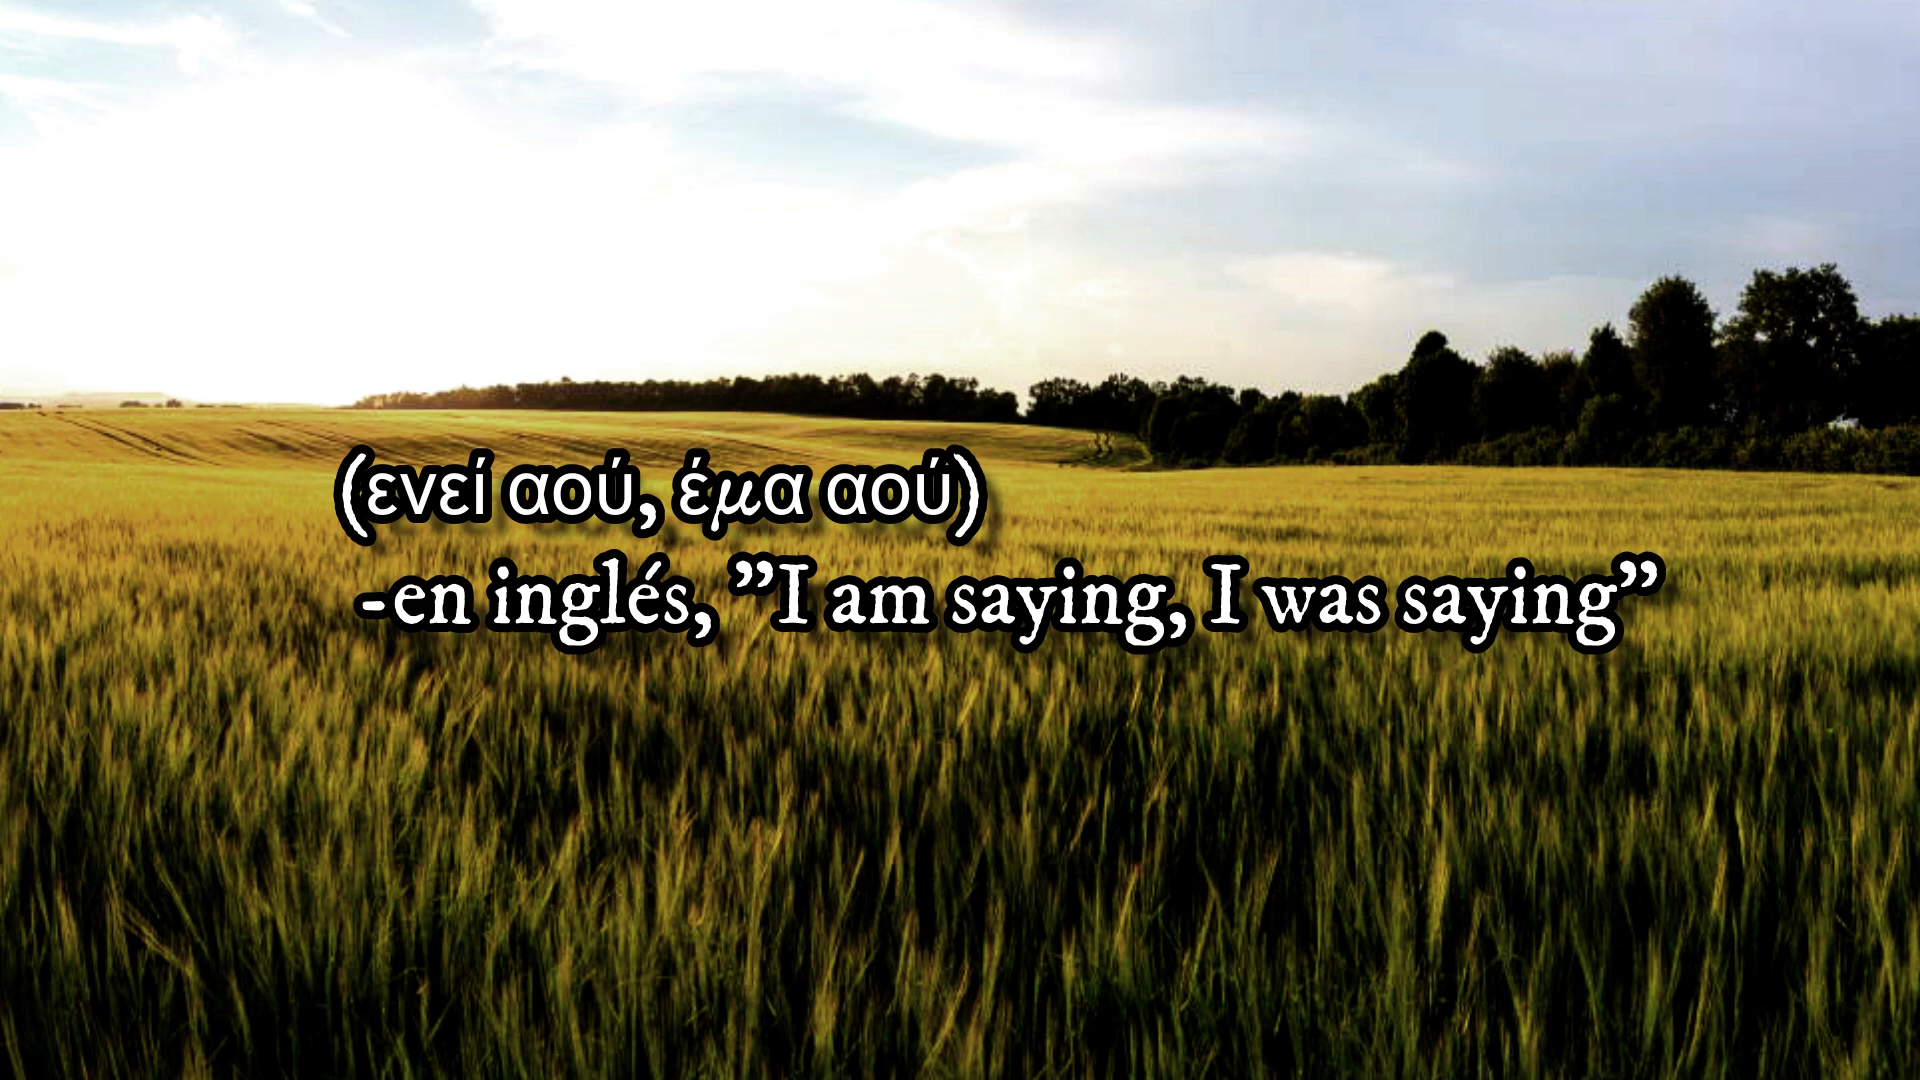 (ενεί αού, έμα αού)
-en inglés, ”I am saying, I was saying”